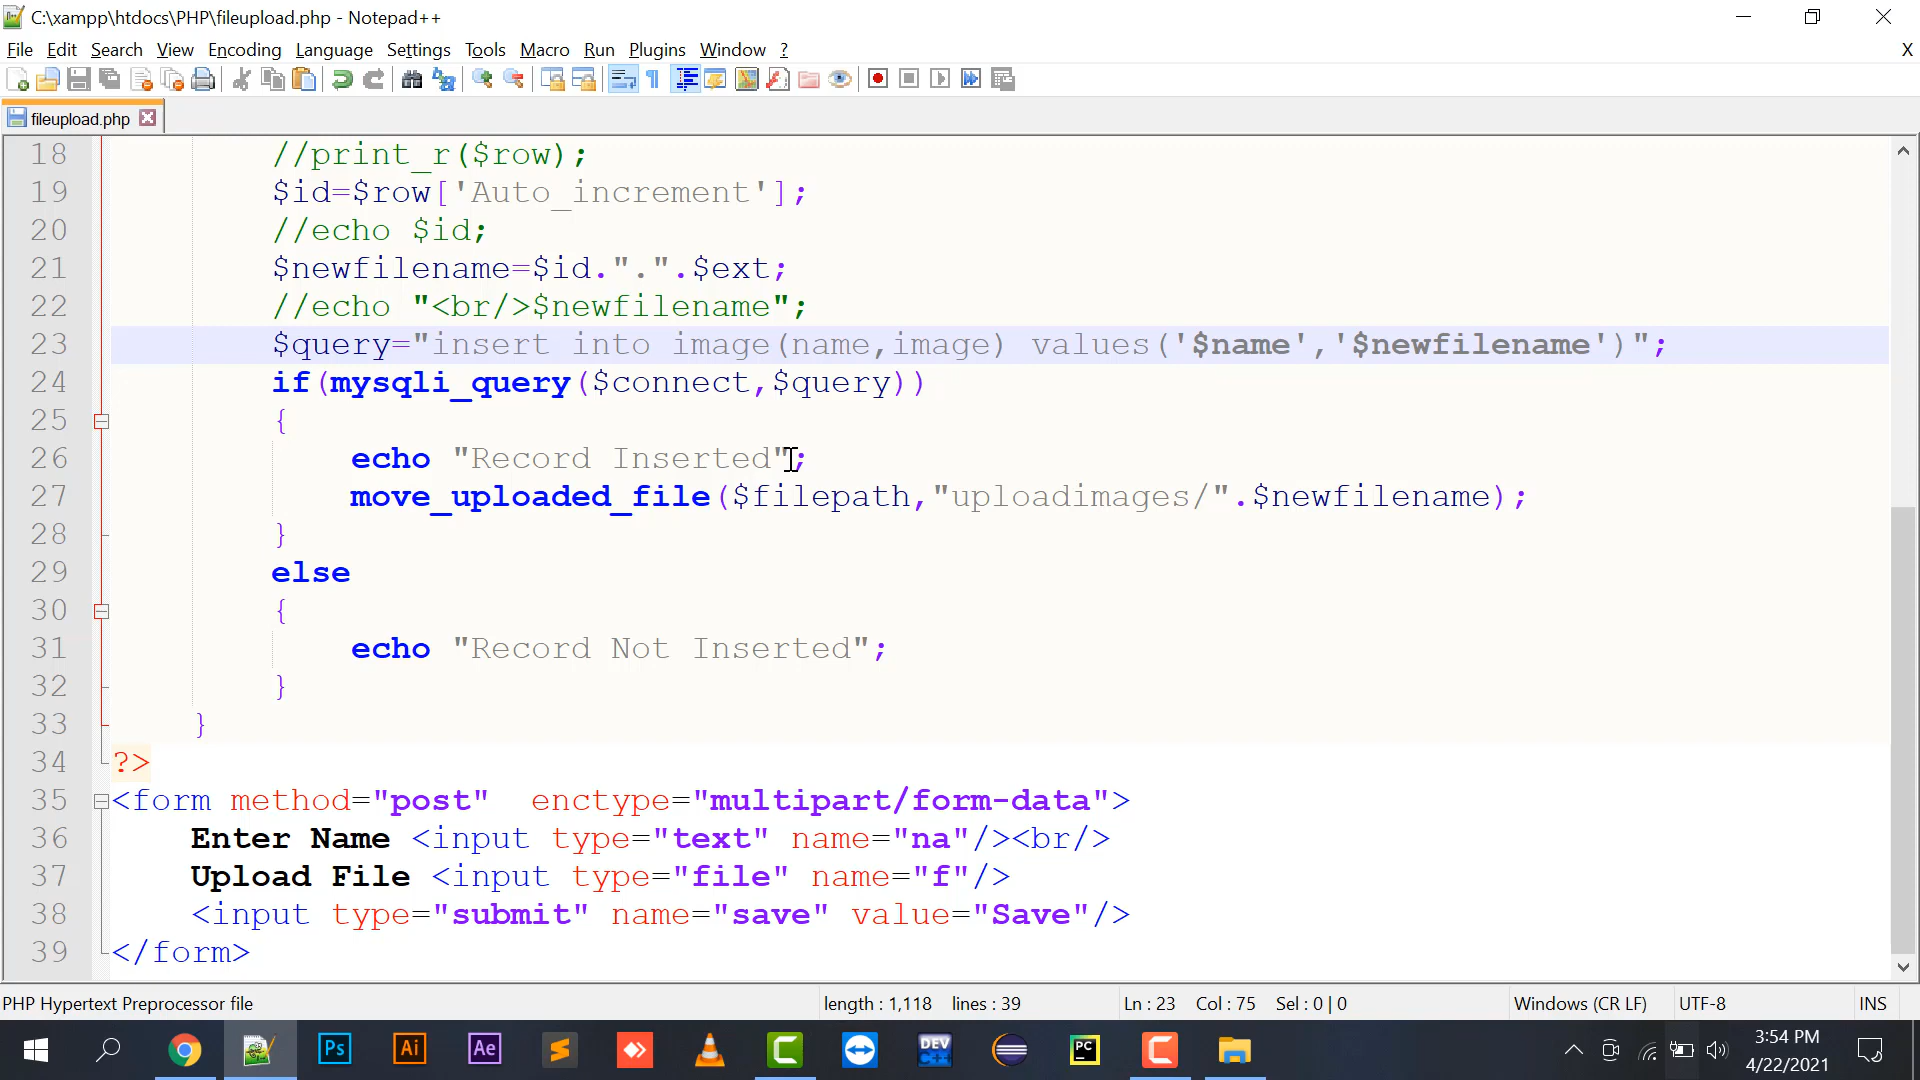 C:\xampp\htdocs\PHP\fileupload.php - Notepad++
File Edit Search View Encoding Language Settings Tools Macro Run Plugins Window ? X
fileupload.php
18 //print_r($row);
19 $id=$row['Auto_increment'];
20 //echo $id;
21 $newfilename=$id.".".$ext;
22 //echo "<br/>$newfilename";
23 $query="insert into image(name,image) values('$name','$newfilename')";
24 if(mysqli_query($connect,$query))
25 {
26 echo "Record Inserted";
27 move_uploaded_file($filepath,"uploadimages/".$newfilename);
28 }
29 else
30 {
31 echo "Record Not Inserted";
32 }
33 }
34 ?>
35 <form method="post"  enctype="multipart/form-data">
36 Enter Name <input type="text" name="na"/><br/>
37 Upload File <input type="file" name="f"/>
38 <input type="submit" name="save" value="Save"/>
39 </form>
PHP Hypertext Preprocessor file length : 1,118 lines : 39 Ln : 23 Col : 75 Sel : 0 | 0 Windows (CR LF) UTF-8 INS
Ps Ai Ae DEV C++ PC
3:54 PM
4/22/2021